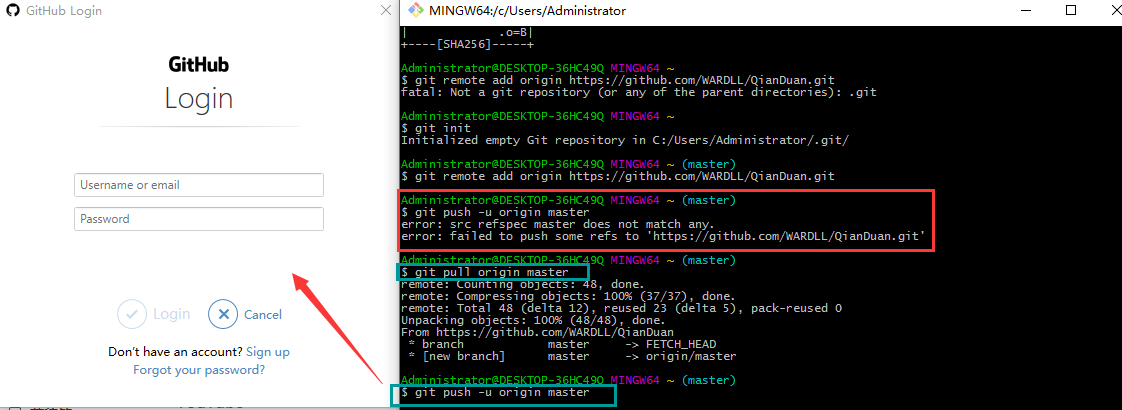 GitHub Login
GitHub
Login
Username or email
Password
Login
Cancel
Don't have an account? Sign up
Forgot your password?
MINGW64:/c/Users/Administrator
|             .o=B|
+----[SHA256]-----+
Administrator@DESKTOP-36HC49Q MINGW64 ~
$ git remote add origin https://github.com/WARDLL/QianDuan.git
fatal: Not a git repository (or any of the parent directories): .git
Administrator@DESKTOP-36HC49Q MINGW64 ~
$ git init
Initialized empty Git repository in C:/Users/Administrator/.git/
Administrator@DESKTOP-36HC49Q MINGW64 ~ (master)
$ git remote add origin https://github.com/WARDLL/QianDuan.git
Administrator@DESKTOP-36HC49Q MINGW64 ~ (master)
$ git push -u origin master
error: src refspec master does not match any.
error: failed to push some refs to 'https://github.com/WARDLL/QianDuan.git'
Administrator@DESKTOP-36HC49Q MINGW64 ~ (master)
$ git pull origin master
remote: Counting objects: 48, done.
remote: Compressing objects: 100% (37/37), done.
remote: Total 48 (delta 12), reused 23 (delta 5), pack-reused 0
Unpacking objects: 100% (48/48), done.
From https://github.com/WARDLL/QianDuan
 * branch            master     -> FETCH_HEAD
 * [new branch]      master     -> origin/master
Administrator@DESKTOP-36HC49Q MINGW64 ~ (master)
$ git push -u origin master